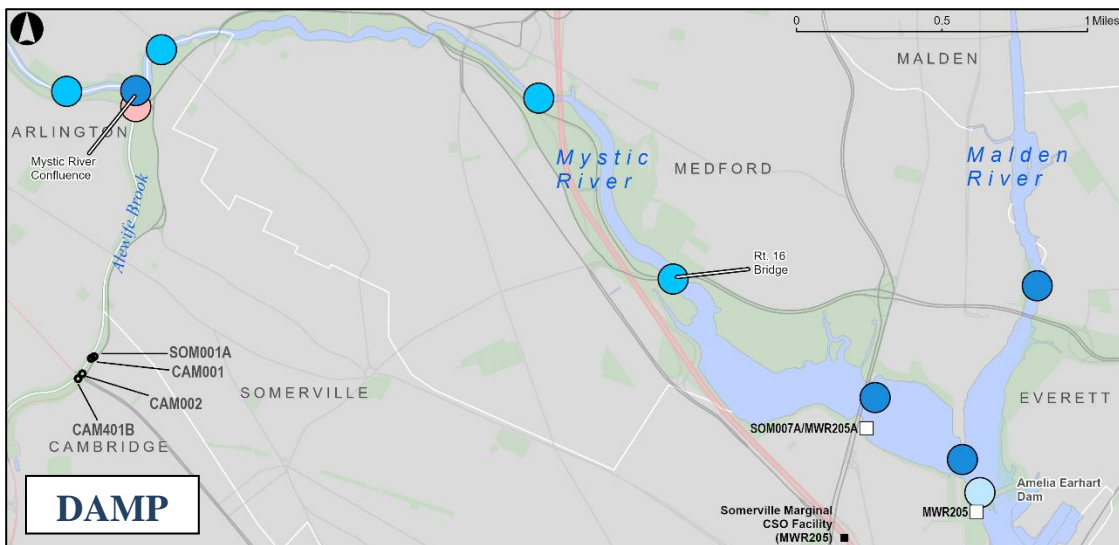 0 0.5 1 Miles
MALDEN
ARLINGTON
Mystic River
Confluence
Mystic
River
MEDFORD
Malden
River
Alewife Brook
Rt. 16
Bridge
SOM001A
CAM001
CAM002
SOMERVILLE
CAM401B
CAMBRIDGE
EVERETT
SOM007A/MWR205A
Amelia Earhart
Dam
MWR205
Somerville Marginal
CSO Facility
(MWR205)
DAMP